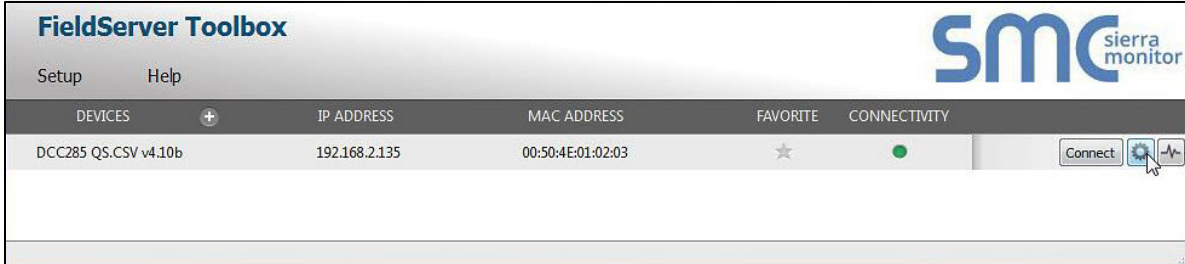 FieldServer Toolbox
SMC sierra monitor
Setup Help
DEVICES IP ADDRESS MAC ADDRESS FAVORITE CONNECTIVITY
DCC285 QS.CSV v4.10b 192.168.2.135 00:50:4E:01:02:03 Connect